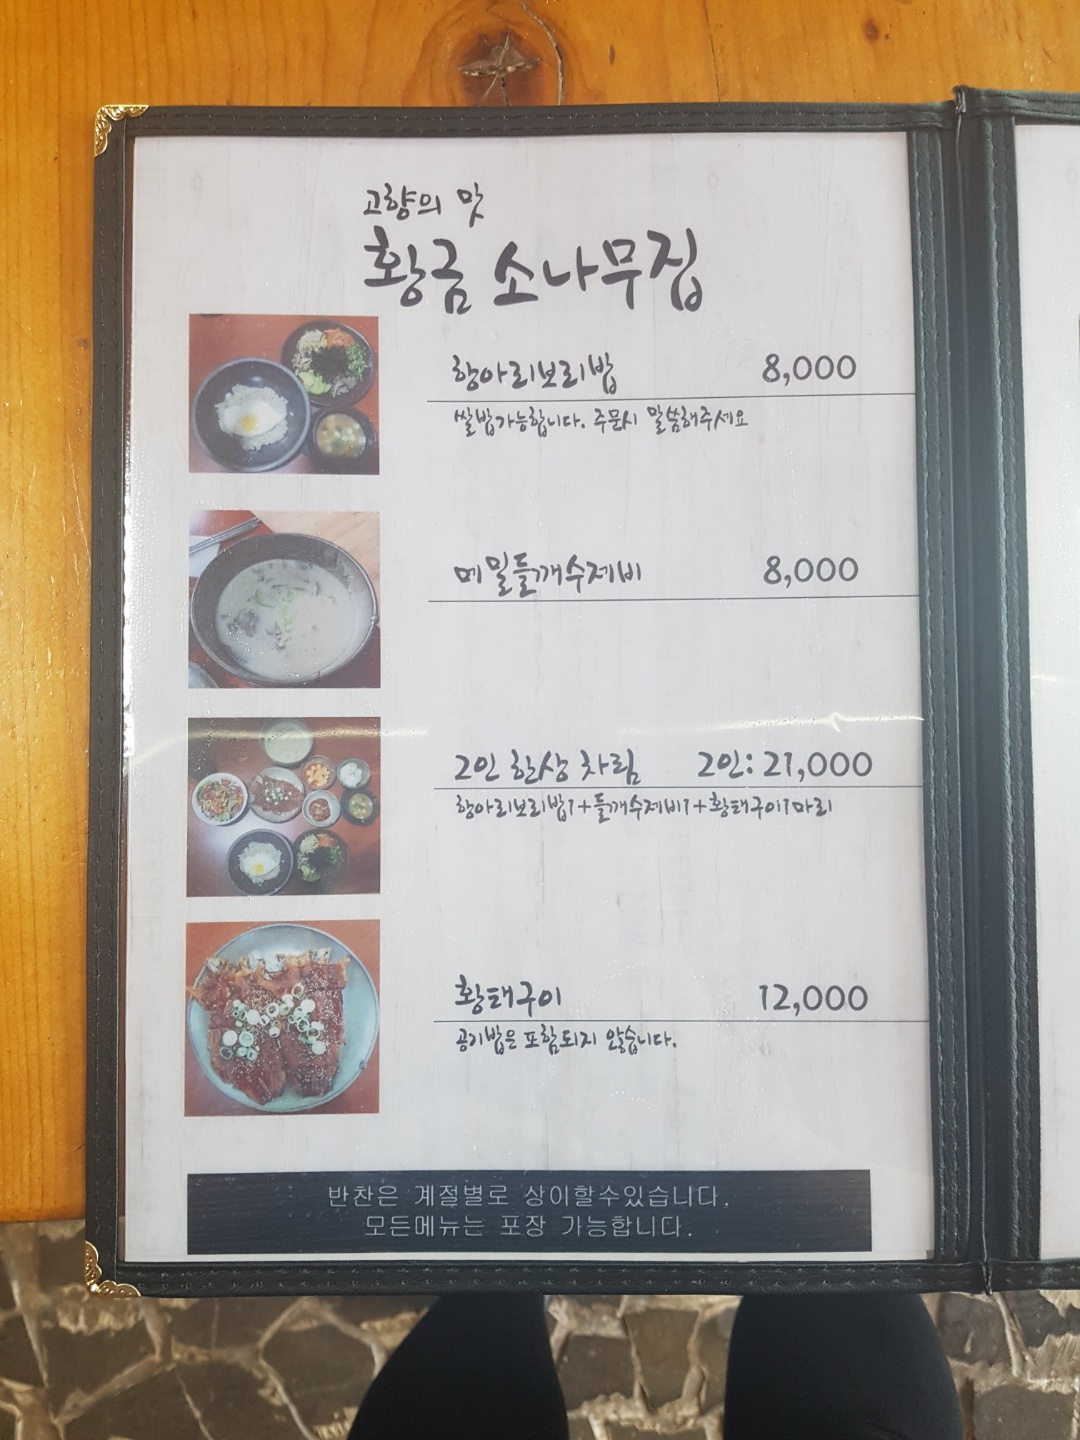 고향의 맛
황금 소나무집
항아리보리밥 8,000
쌀밥가능합니다. 주문시 말씀해주세요
메밀들깨수제비 8,000
2인 한상 차림 2인: 21,000
항아리보리밥1+들깨수제비1+황태구이1마리
황태구이 12,000
공기밥은 포함되지 않습니다.
반찬은 계절별로 상이할수있습니다.
모든메뉴는 포장 가능합니다.